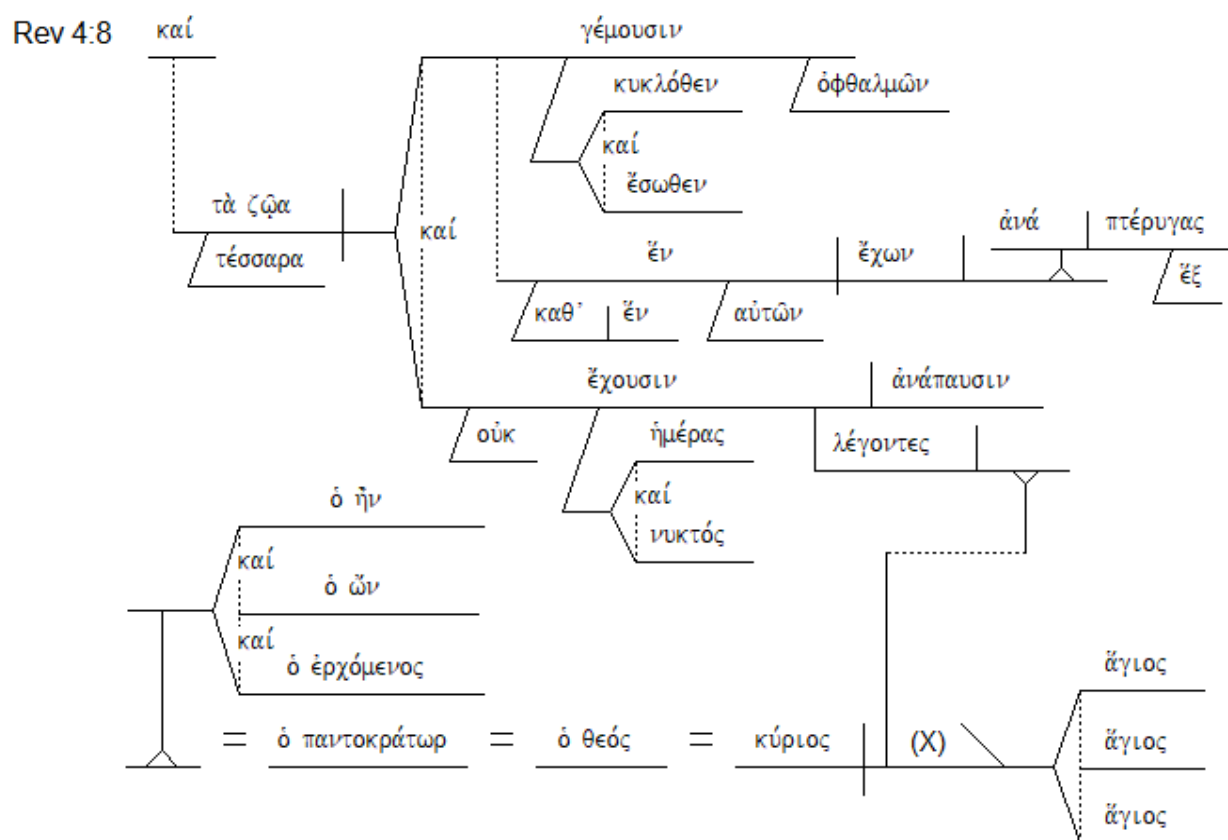 Rev 4:8 καί γέμουσιν
κυκλόθεν ὀφθαλμῶν
καί
ἔσωθεν
τὰ ζῷα καί
τέσσαρα
ἀνά πτέρυγας
ἕν ἔχων
ἕξ
καθ’ ἕν αὐτῶν
ἔχουσιν ἀνάπαυσιν
οὐκ ἡμέρας λέγοντες
καί
νυκτός
ὁ ἦν
καί
ὁ ὤν
καί
ὁ ἐρχόμενος
ἅγιος
= ὁ παντοκράτωρ = ὁ θεός = κύριος (X) ἅγιος
ἅγιος